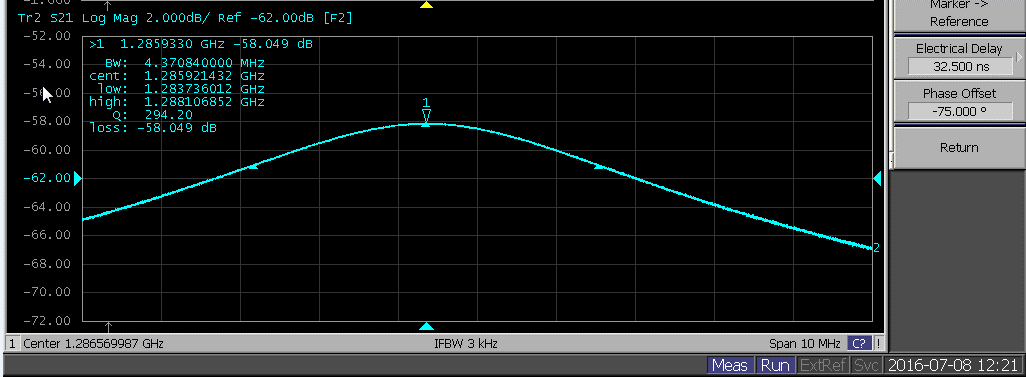 -1.000
Tr2 S21 Log Mag 2.000dB/ Ref -62.00dB [F2]
-52.00
-54.00
-56.00
-58.00
-60.00
-62.00
-64.00
-66.00
-68.00
-70.00
-72.00
>1 1.2859330 GHz -58.049 dB
BW: 4.370840000 MHz
cent: 1.285921432 GHz
low: 1.283736012 GHz
high: 1.288106852 GHz
Q: 294.20
loss: -58.049 dB
1
2
1 Center 1.286569987 GHz
IFBW 3 kHz
Span 10 MHz C? !
Marker ->
Reference
Electrical Delay
32.500 ns
Phase Offset
-75.000 °
Return
Meas Run ExtRef Svc 2016-07-08 12:21